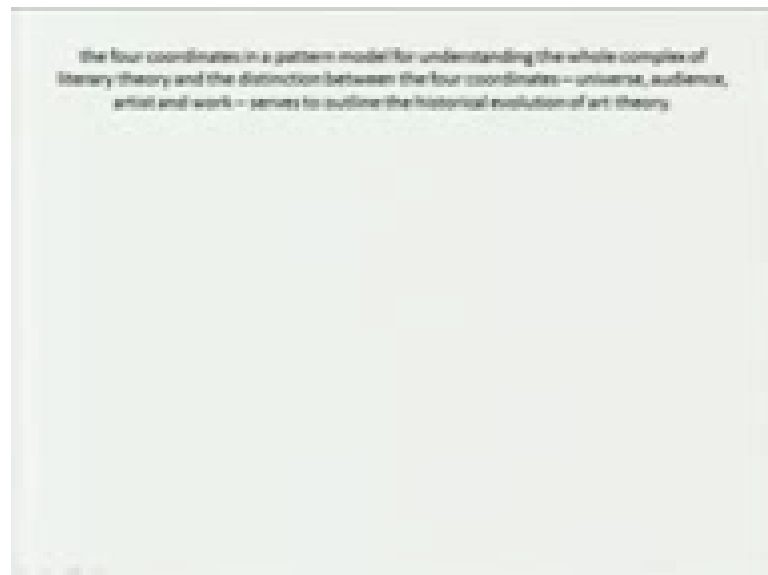 the four coordinates in a pattern model for understanding the whole complex of
literary theory and the distinction between the four coordinates – universe, audience,
artist and work – serves to outline the historical evolution of art theory.